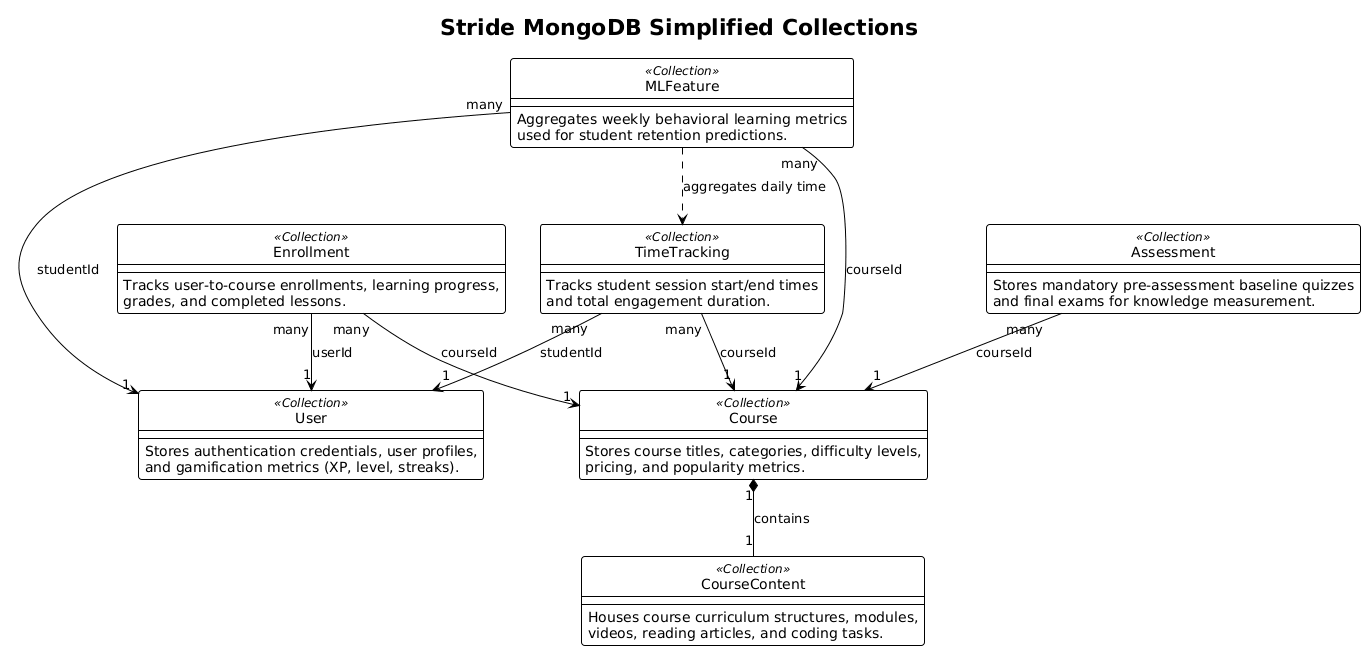 Stride MongoDB Simplified Collections
«Collection»
MLFeature
Aggregates weekly behavioral learning metrics
used for student retention predictions.
many
many
aggregates daily time
studentId
courseId
«Collection»
Enrollment
Tracks user-to-course enrollments, learning progress,
grades, and completed lessons.
«Collection»
TimeTracking
Tracks student session start/end times
and total engagement duration.
«Collection»
Assessment
Stores mandatory pre-assessment baseline quizzes
and final exams for knowledge measurement.
many
many
many
many
many
userId
courseId
studentId
courseId
courseId
1
1
1
1
1
1
1
«Collection»
User
Stores authentication credentials, user profiles,
and gamification metrics (XP, level, streaks).
«Collection»
Course
Stores course titles, categories, difficulty levels,
pricing, and popularity metrics.
1
contains
1
«Collection»
CourseContent
Houses course curriculum structures, modules,
videos, reading articles, and coding tasks.